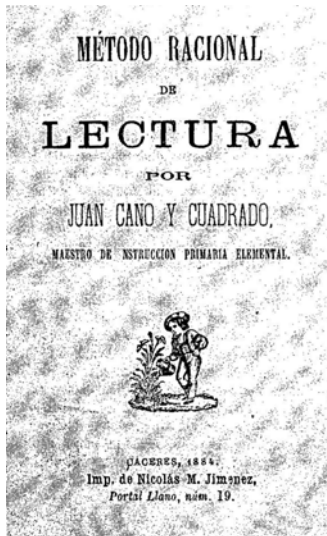 MÉTODO RACIONAL
DE
LECTURA
POR
JUAN CANO Y CUADRADO,
MAESTRO DE NSTRUCCION PRIMARIA ELEMENTAL.
CÁCERES, 1884.
Imp. de Nicolás M. Jimenez,
Portal Llano, núm. 19.